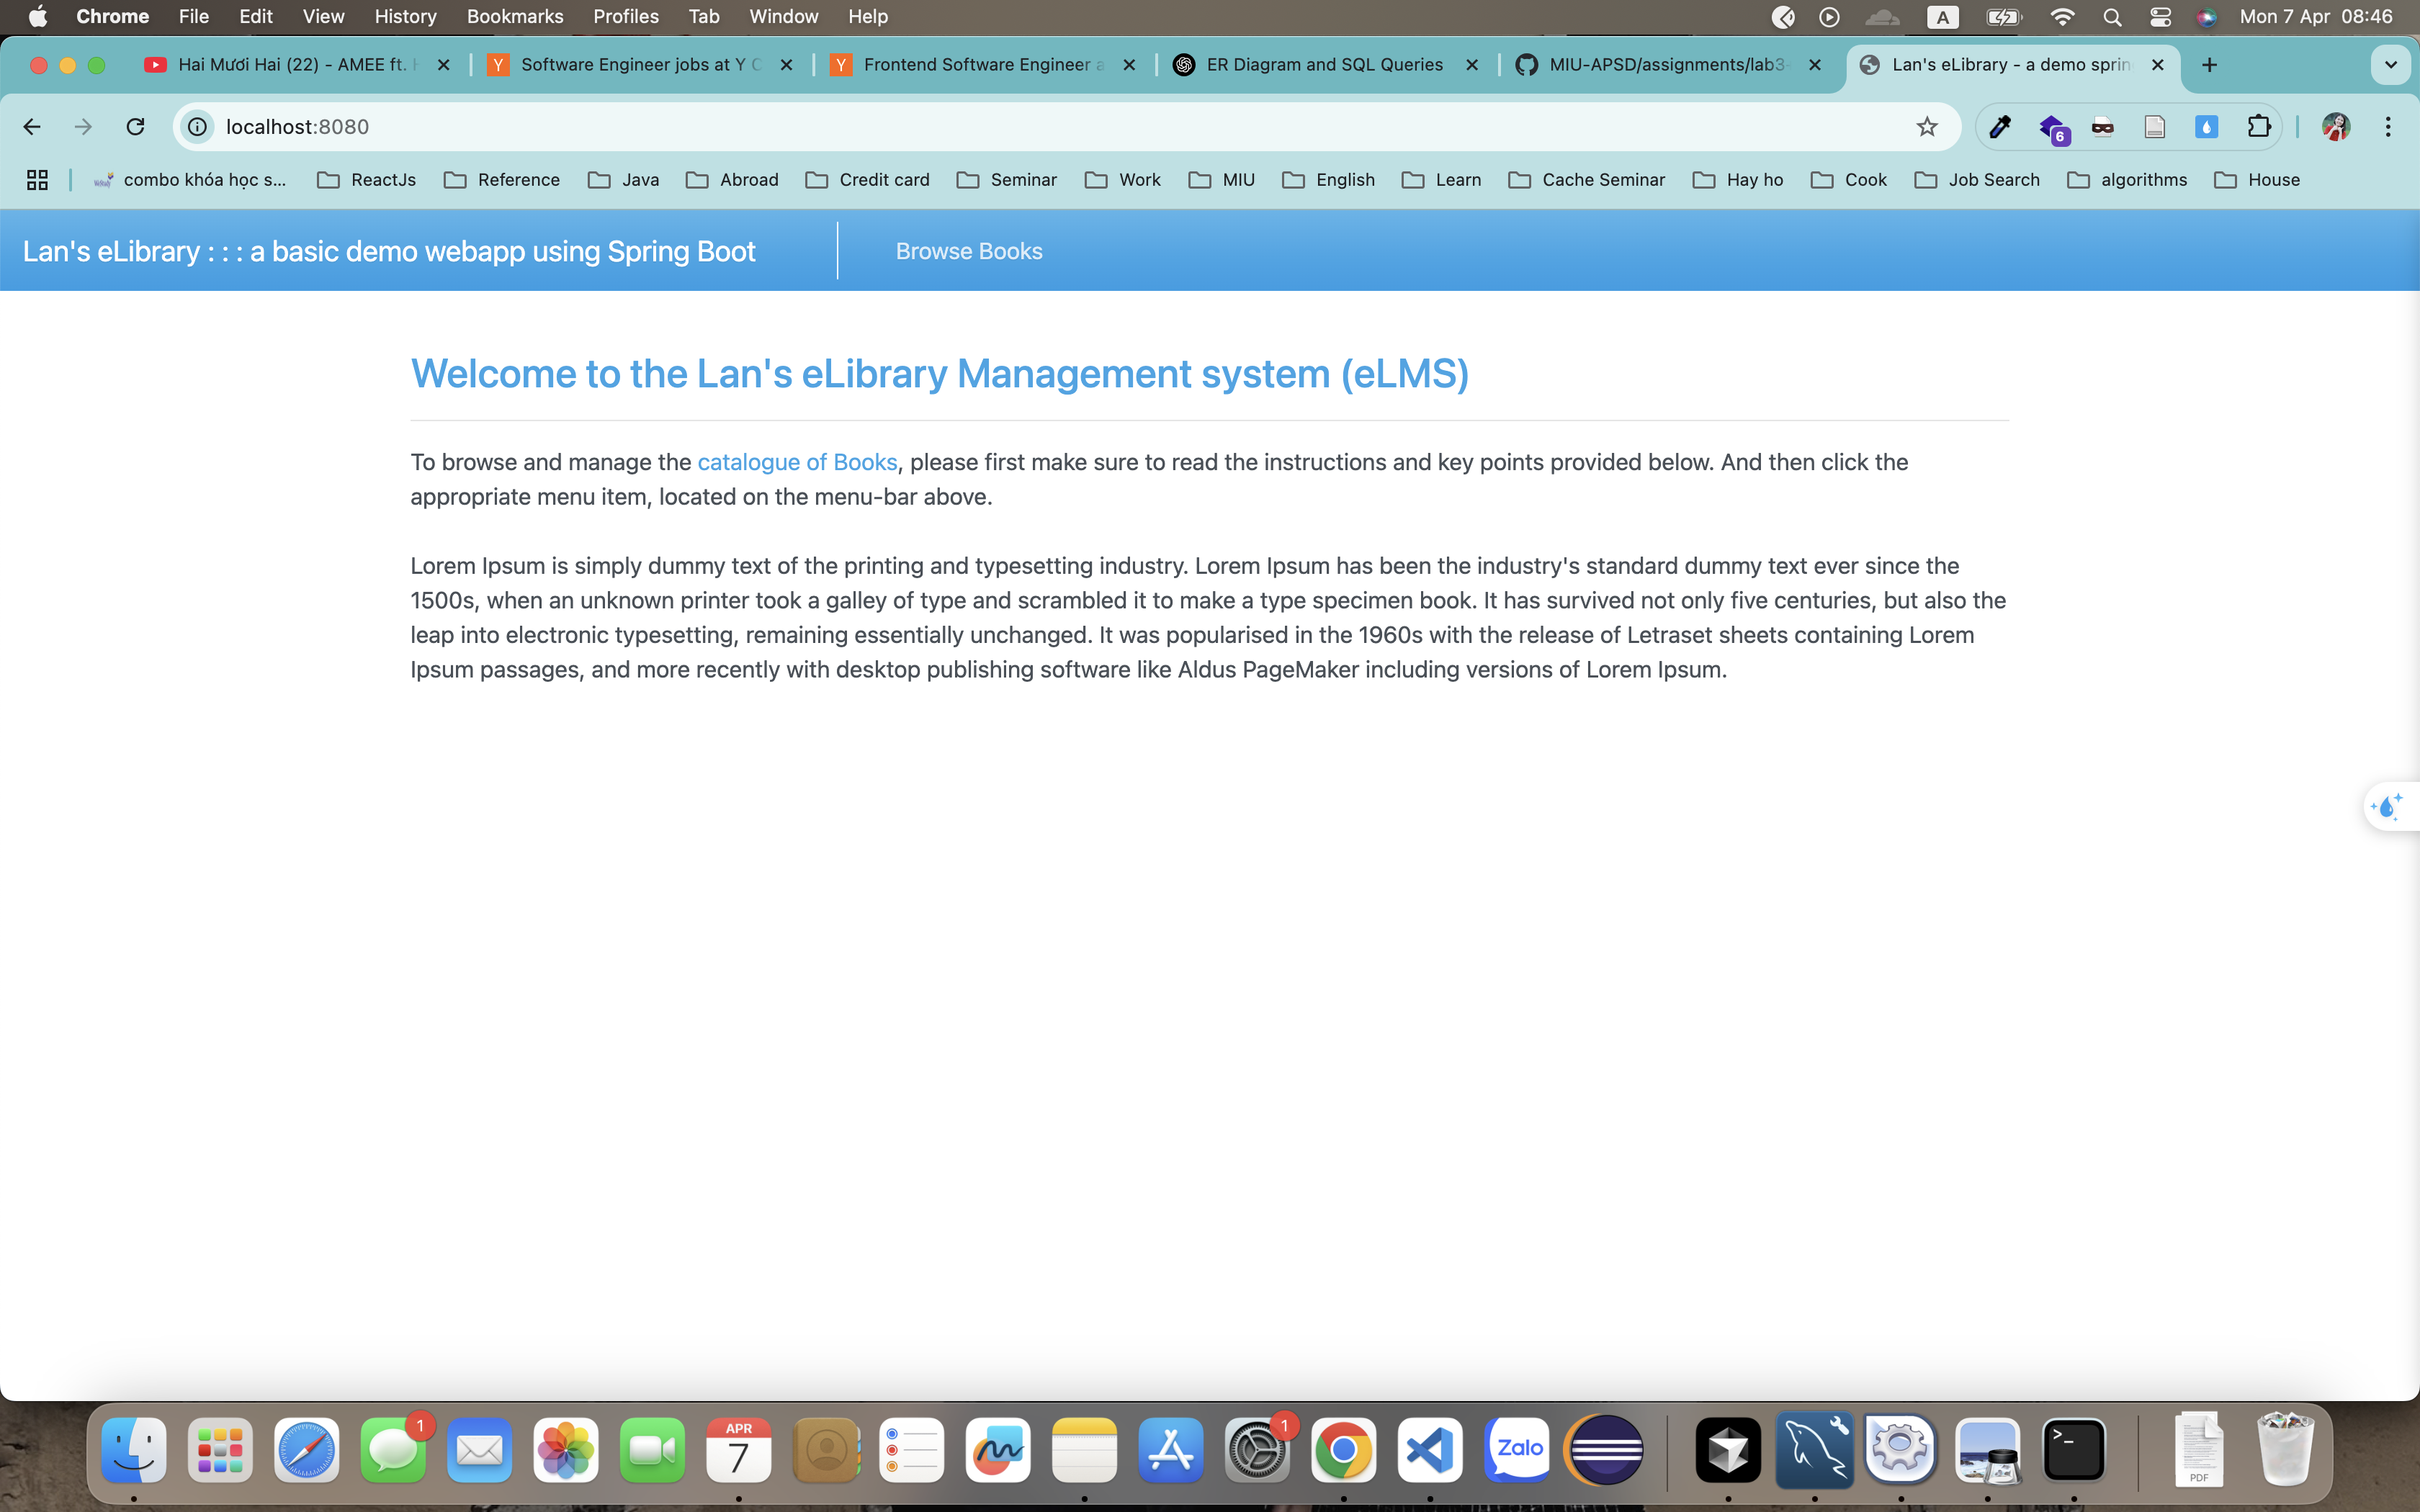 Chrome File Edit View History Bookmarks Profiles Tab Window Help A Mon 7 Apr 08:46
Hai Mươi Hai (22) - AMEE ft. Software Engineer jobs at Y C Frontend Software Engineer a ER Diagram and SQL Queries MIU-APSD/assignments/lab3- Lan's eLibrary - a demo sprin
localhost:8080 6
combo khóa học s... ReactJs Reference Java Abroad Credit card Seminar Work MIU English Learn Cache Seminar Hay ho Cook Job Search algorithms House
Lan's eLibrary : : : a basic demo webapp using Spring Boot Browse Books
Welcome to the Lan's eLibrary Management system (eLMS)
To browse and manage the catalogue of Books, please first make sure to read the instructions and key points provided below. And then click the
appropriate menu item, located on the menu-bar above.
Lorem Ipsum is simply dummy text of the printing and typesetting industry. Lorem Ipsum has been the industry's standard dummy text ever since the
1500s, when an unknown printer took a galley of type and scrambled it to make a type specimen book. It has survived not only five centuries, but also the
leap into electronic typesetting, remaining essentially unchanged. It was popularised in the 1960s with the release of Letraset sheets containing Lorem
Ipsum passages, and more recently with desktop publishing software like Aldus PageMaker including versions of Lorem Ipsum.
1 APR 7 1 Zalo >_ PDF